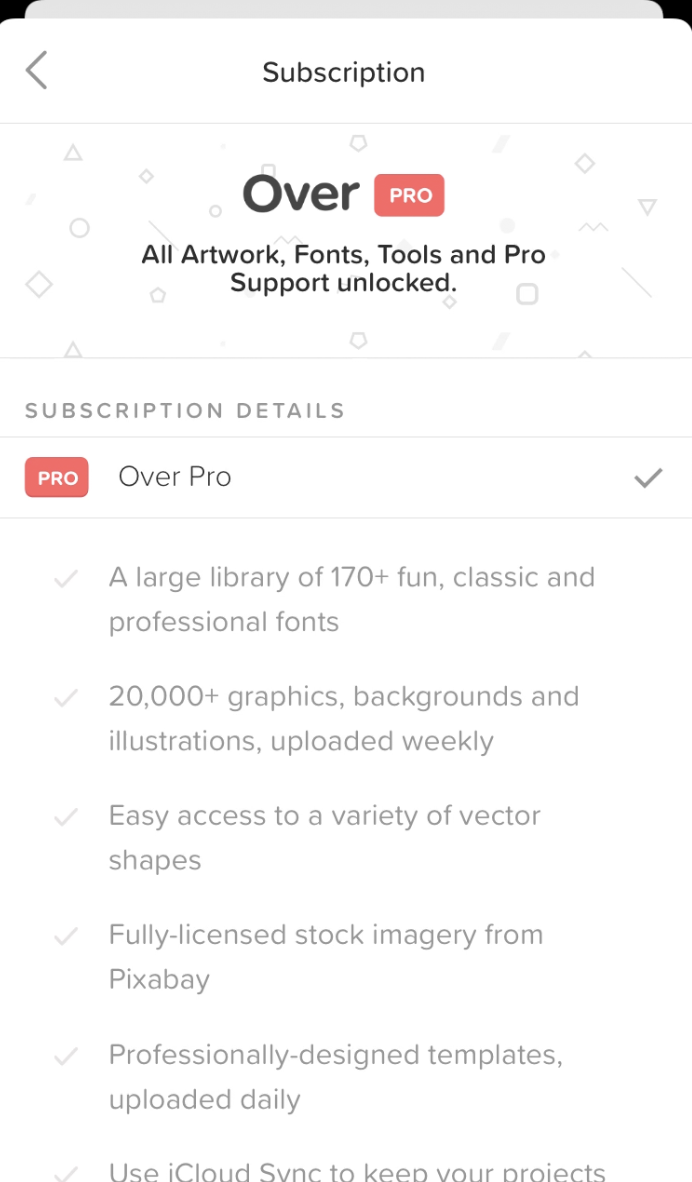 Subscription
Over PRO
All Artwork, Fonts, Tools and Pro
Support unlocked.
SUBSCRIPTION DETAILS
PRO Over Pro
A large library of 170+ fun, classic and
professional fonts
20,000+ graphics, backgrounds and
illustrations, uploaded weekly
Easy access to a variety of vector
shapes
Fully-licensed stock imagery from
Pixabay
Professionally-designed templates,
uploaded daily
Use iCloud Sync to keep your projects